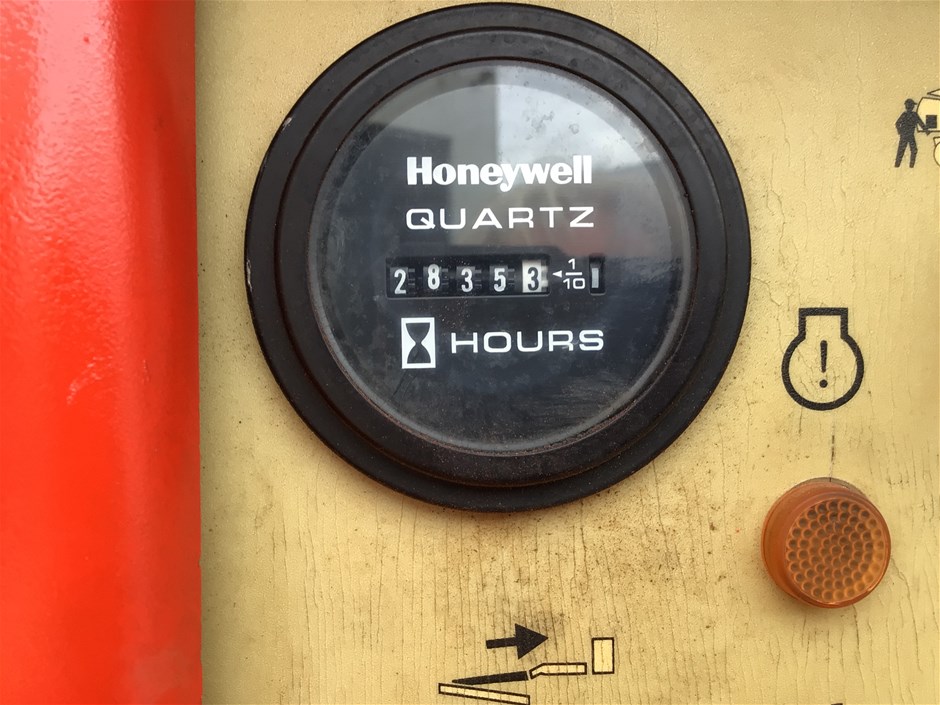 Honeywell
QUARTZ
28353 ◄ 1/10
HOURS
!